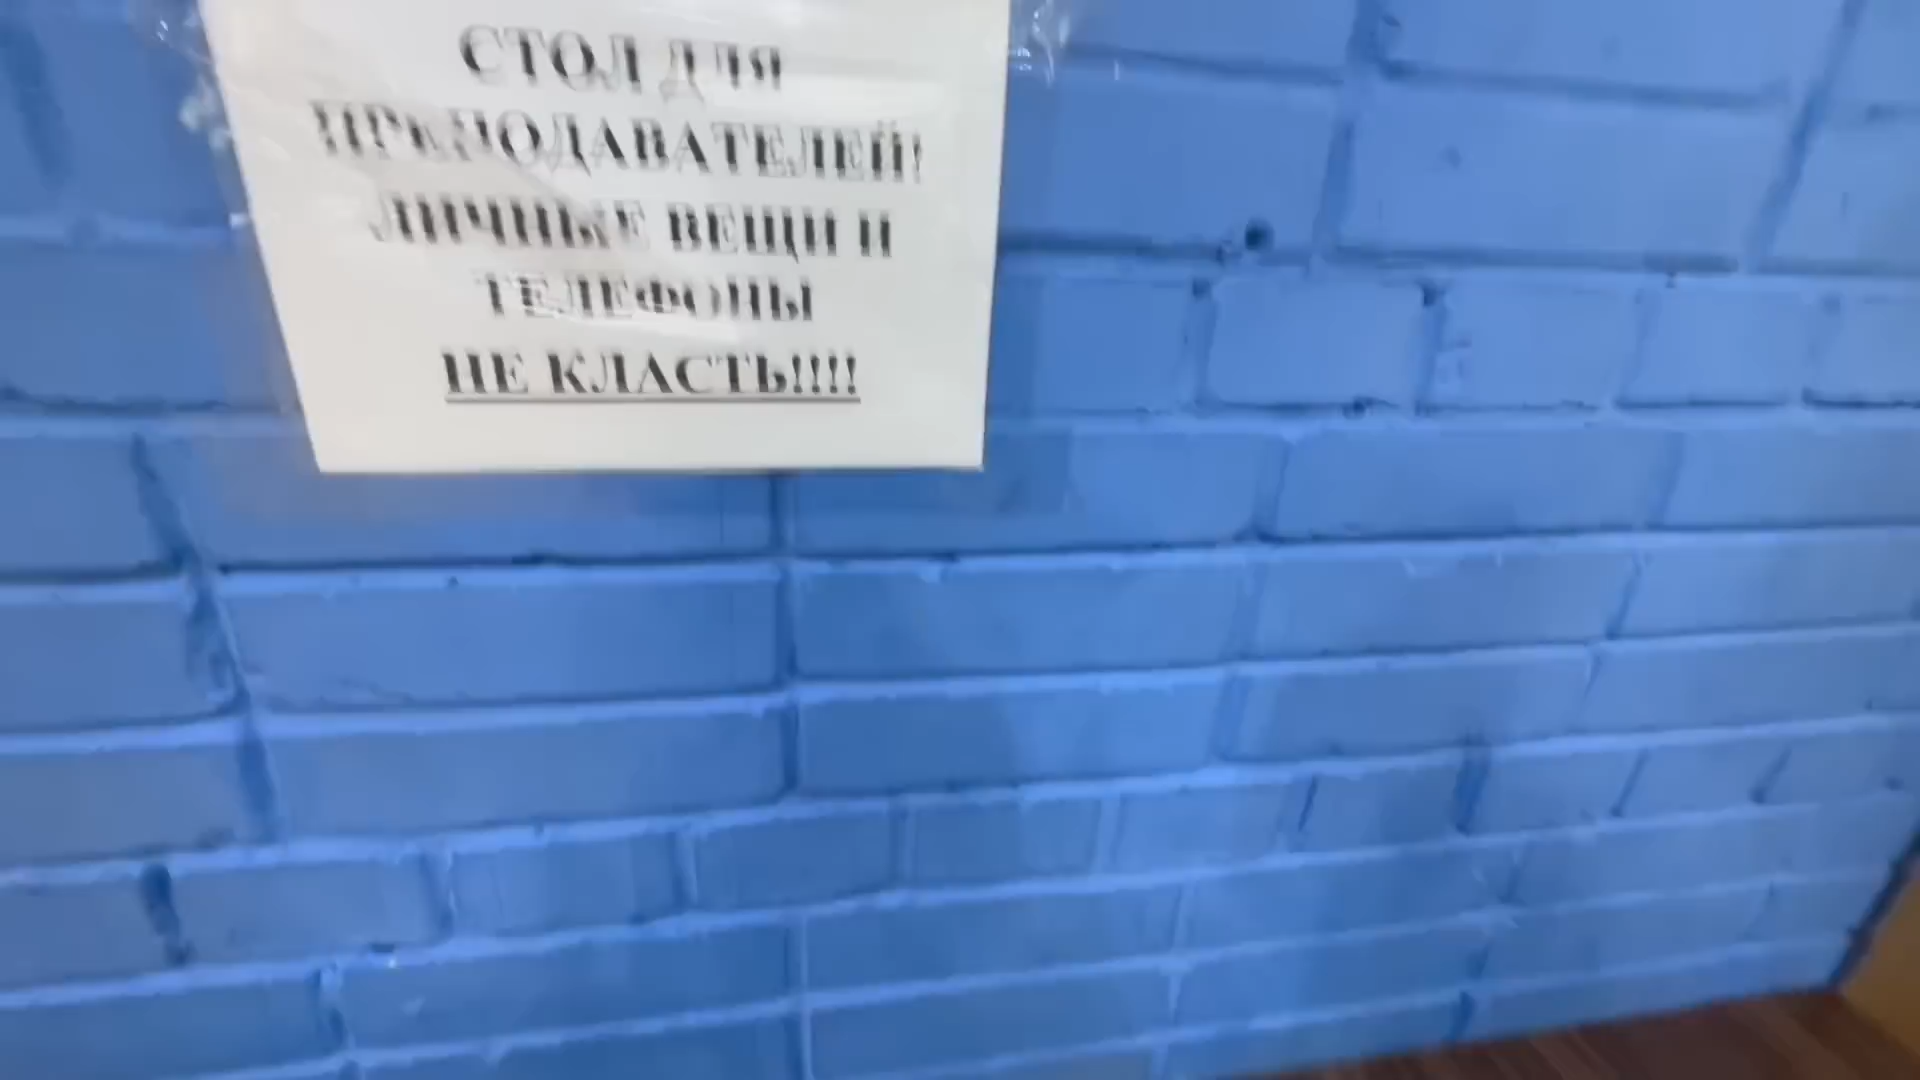 СТОЛ ДЛЯ
ПРЕПОДАВАТЕЛЕЙ!
ЛИЧНЫЕ ВЕЩИ И
ТЕЛЕФОНЫ
НЕ КЛАСТЬ!!!!